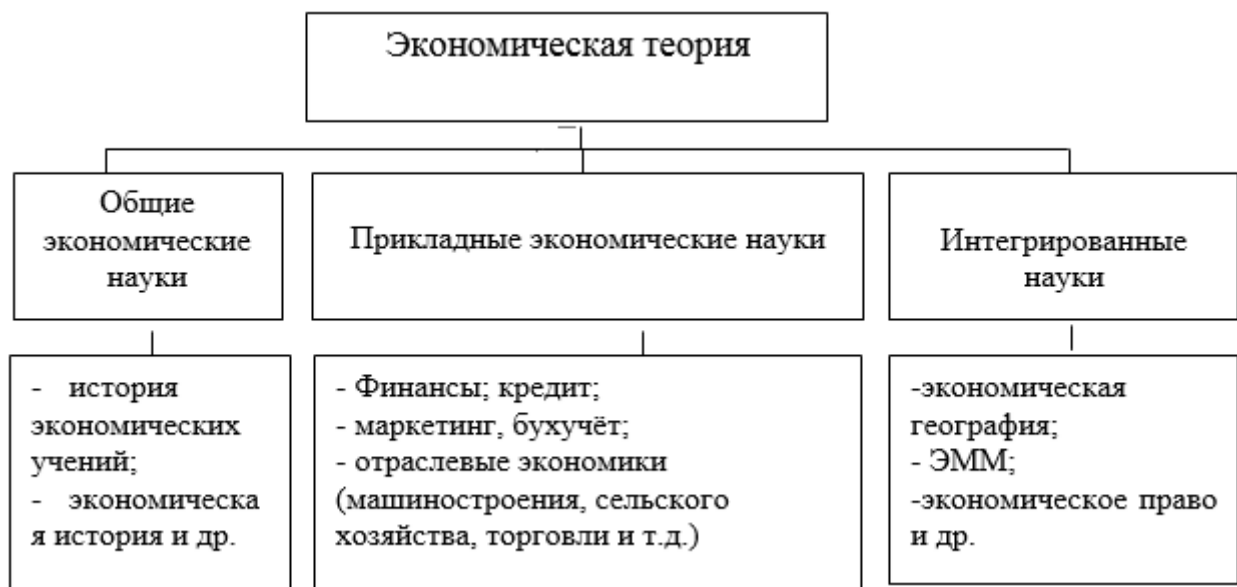 Экономическая теория
Общие
экономические
науки
Прикладные экономические науки
Интегрированные
науки
- история
экономических
учений;
- экономическа
я история и др.
- Финансы; кредит;
- маркетинг, бухучёт;
- отраслевые экономики
(машиностроения, сельского
хозяйства, торговли и т.д.)
-экономическая
география;
- ЭММ;
-экономическое право
и др.